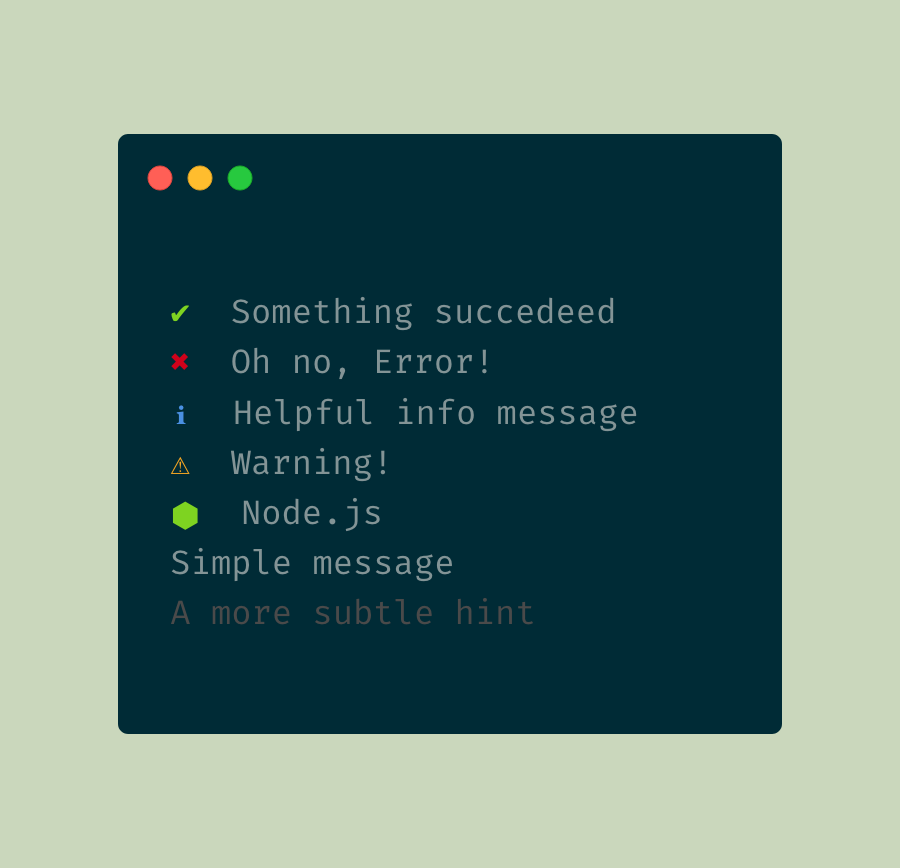 ✔ Something succedeed
✖ Oh no, Error!
ℹ Helpful info message
⚠ Warning!
⬢ Node.js
Simple message
A more subtle hint